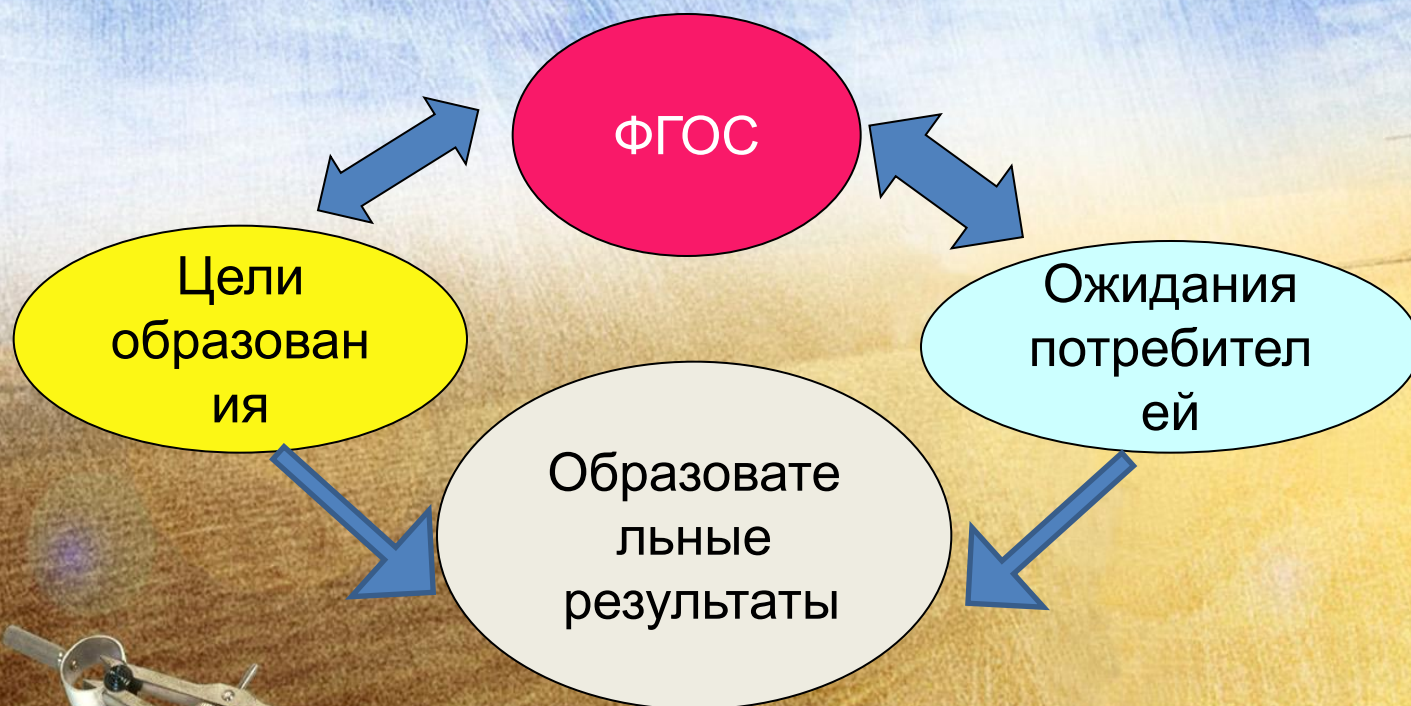 ФГОС
Цели
образован
ия
Ожидания
потребител
ей
Образовате
льные
результаты